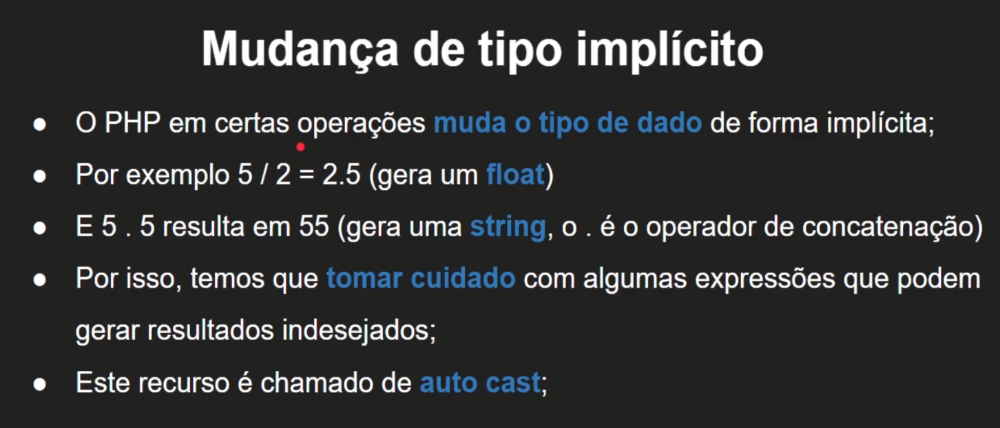 Mudança de tipo implícito
● O PHP em certas operações muda o tipo de dado de forma implícita;
● Por exemplo 5 / 2 = 2.5 (gera um float)
● E 5 . 5 resulta em 55 (gera uma string, o . é o operador de concatenação)
● Por isso, temos que tomar cuidado com algumas expressões que podem
gerar resultados indesejados;
● Este recurso é chamado de auto cast;